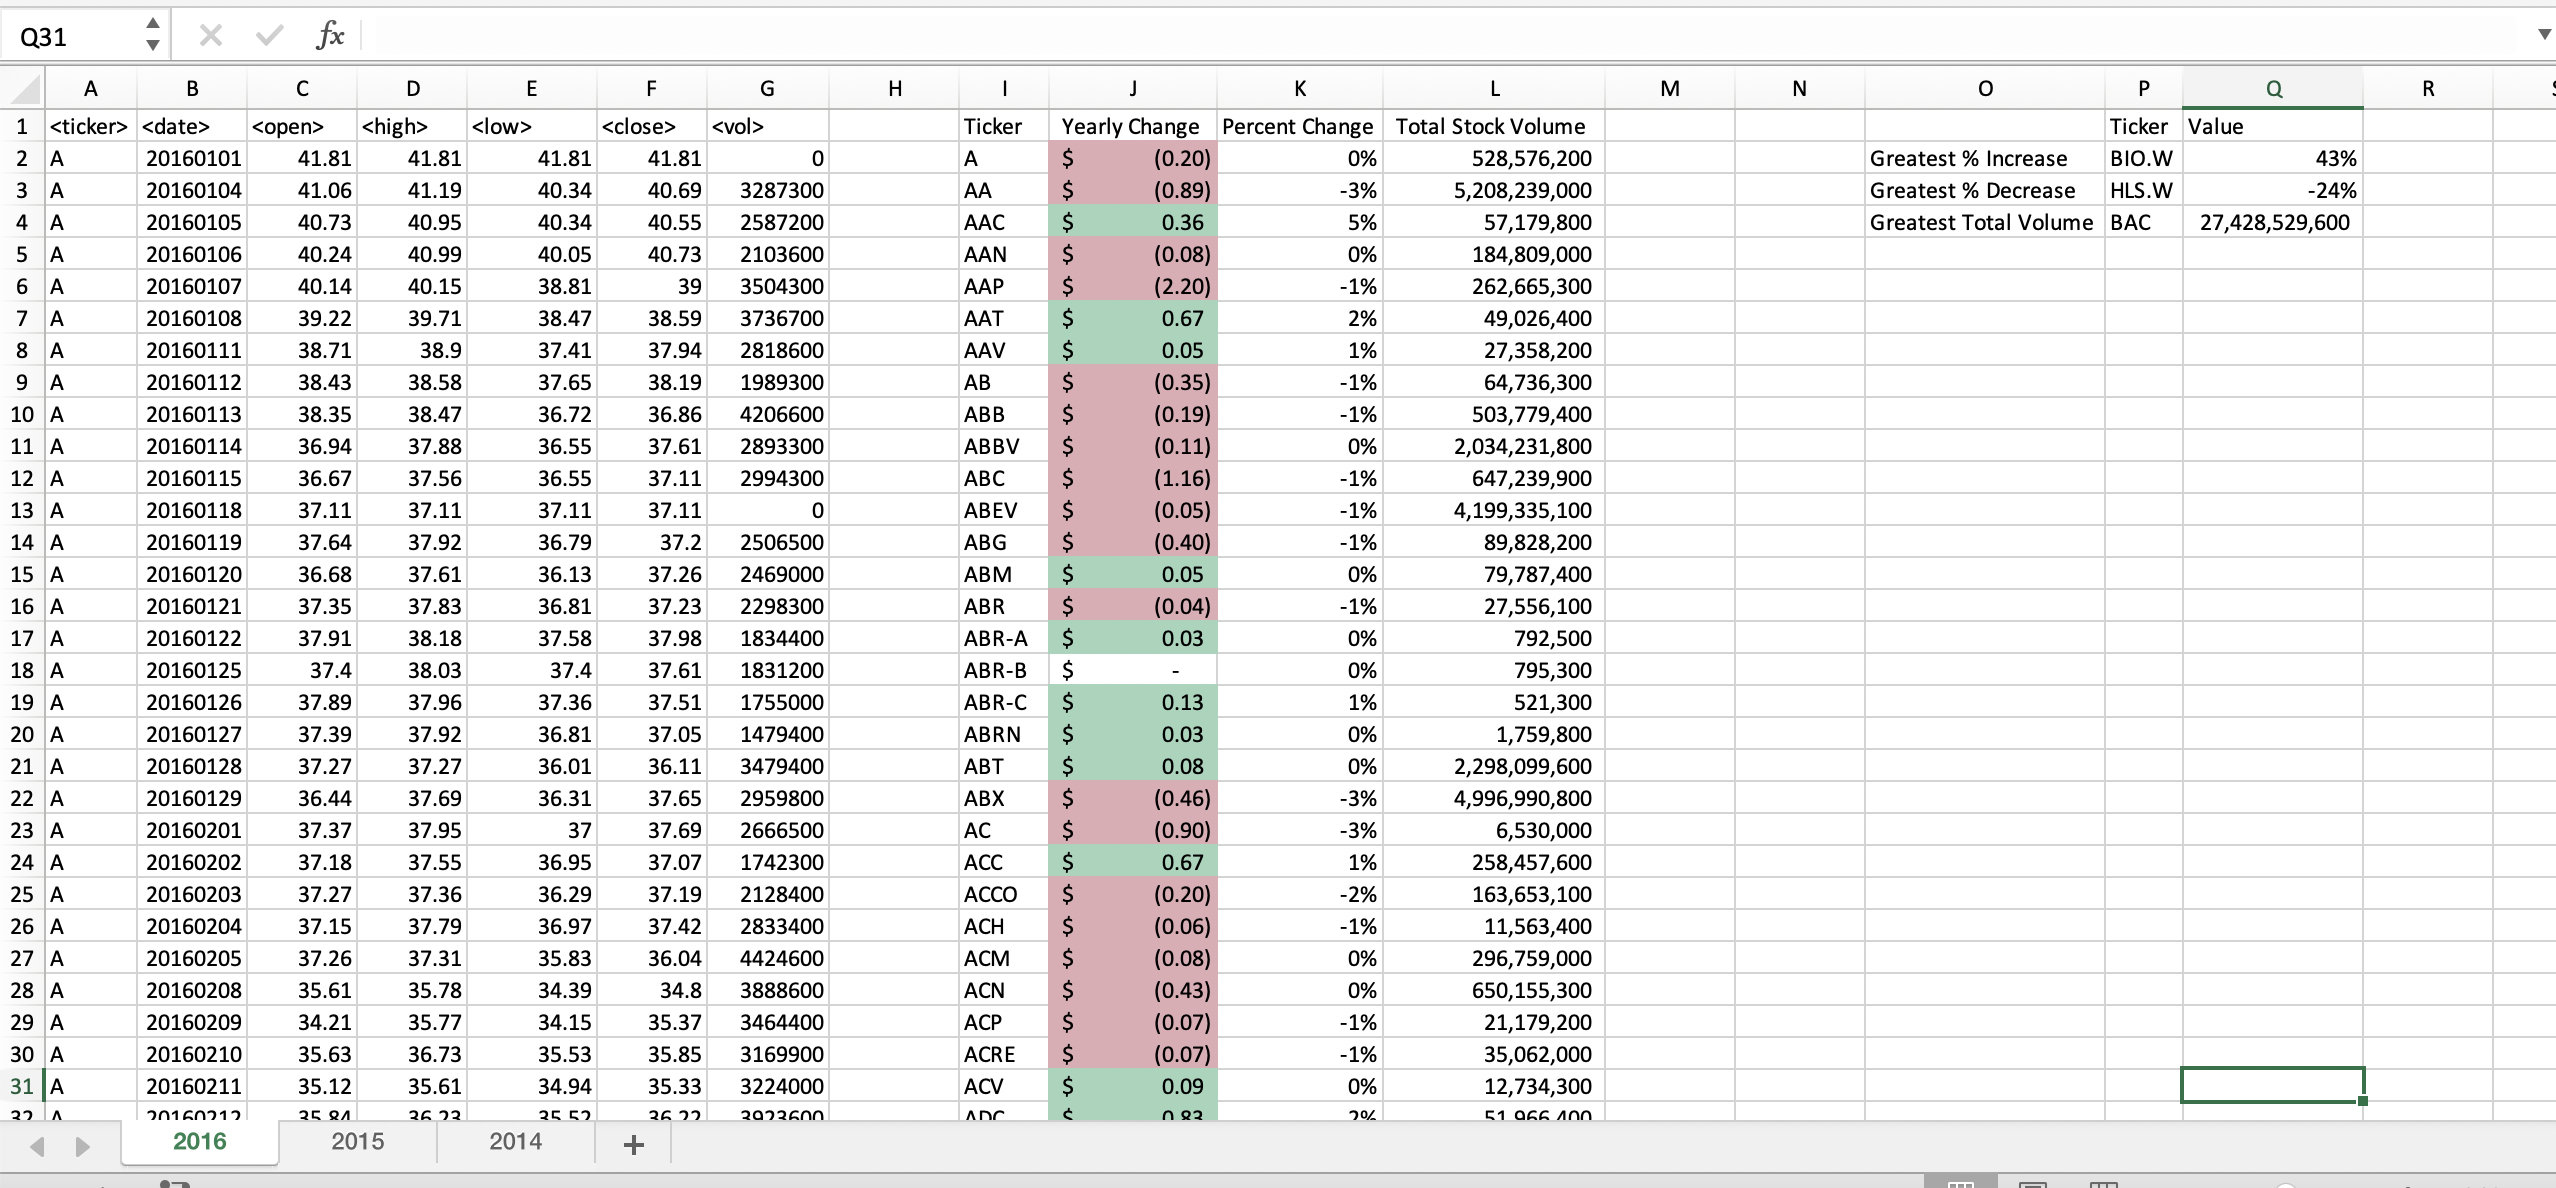 Q31 fx
A B C D E F G H I J K L M N O P Q R
1 <ticker> <date> <open> <high> <low> <close> <vol> Ticker Yearly Change Percent Change Total Stock Volume Ticker Value
2 A 20160101 41.81 41.81 41.81 41.81 0 A $ (0.20) 0% 528,576,200 Greatest % Increase BIO.W 43%
3 A 20160104 41.06 41.19 40.34 40.69 3287300 AA $ (0.89) -3% 5,208,239,000 Greatest % Decrease HLS.W -24%
4 A 20160105 40.73 40.95 40.34 40.55 2587200 AAC $ 0.36 5% 57,179,800 Greatest Total Volume BAC 27,428,529,600
5 A 20160106 40.24 40.99 40.05 40.73 2103600 AAN $ (0.08) 0% 184,809,000
6 A 20160107 40.14 40.15 38.81 39 3504300 AAP $ (2.20) -1% 262,665,300
7 A 20160108 39.22 39.71 38.47 38.59 3736700 AAT $ 0.67 2% 49,026,400
8 A 20160111 38.71 38.9 37.41 37.94 2818600 AAV $ 0.05 1% 27,358,200
9 A 20160112 38.43 38.58 37.65 38.19 1989300 AB $ (0.35) -1% 64,736,300
10 A 20160113 38.35 38.47 36.72 36.86 4206600 ABB $ (0.19) -1% 503,779,400
11 A 20160114 36.94 37.88 36.55 37.61 2893300 ABBV $ (0.11) 0% 2,034,231,800
12 A 20160115 36.67 37.56 36.55 37.11 2994300 ABC $ (1.16) -1% 647,239,900
13 A 20160118 37.11 37.11 37.11 37.11 0 ABEV $ (0.05) -1% 4,199,335,100
14 A 20160119 37.64 37.92 36.79 37.2 2506500 ABG $ (0.40) -1% 89,828,200
15 A 20160120 36.68 37.61 36.13 37.26 2469000 ABM $ 0.05 0% 79,787,400
16 A 20160121 37.35 37.83 36.81 37.23 2298300 ABR $ (0.04) -1% 27,556,100
17 A 20160122 37.91 38.18 37.58 37.98 1834400 ABR-A $ 0.03 0% 792,500
18 A 20160125 37.4 38.03 37.4 37.61 1831200 ABR-B $ - 0% 795,300
19 A 20160126 37.89 37.96 37.36 37.51 1755000 ABR-C $ 0.13 1% 521,300
20 A 20160127 37.39 37.92 36.81 37.05 1479400 ABRN $ 0.03 0% 1,759,800
21 A 20160128 37.27 37.27 36.01 36.11 3479400 ABT $ 0.08 0% 2,298,099,600
22 A 20160129 36.44 37.69 36.31 37.65 2959800 ABX $ (0.46) -3% 4,996,990,800
23 A 20160201 37.37 37.95 37 37.69 2666500 AC $ (0.90) -3% 6,530,000
24 A 20160202 37.18 37.55 36.95 37.07 1742300 ACC $ 0.67 1% 258,457,600
25 A 20160203 37.27 37.36 36.29 37.19 2128400 ACCO $ (0.20) -2% 163,653,100
26 A 20160204 37.15 37.79 36.97 37.42 2833400 ACH $ (0.06) -1% 11,563,400
27 A 20160205 37.26 37.31 35.83 36.04 4424600 ACM $ (0.08) 0% 296,759,000
28 A 20160208 35.61 35.78 34.39 34.8 3888600 ACN $ (0.43) 0% 650,155,300
29 A 20160209 34.21 35.77 34.15 35.37 3464400 ACP $ (0.07) -1% 21,179,200
30 A 20160210 35.63 36.73 35.53 35.85 3169900 ACRE $ (0.07) -1% 35,062,000
31 A 20160211 35.12 35.61 34.94 35.33 3224000 ACV $ 0.09 0% 12,734,300
32 A 20160212 35.84 36.23 35.52 36.22 3923600 ADC $ 0.83 2% 51,966,400
2016 2015 2014 +